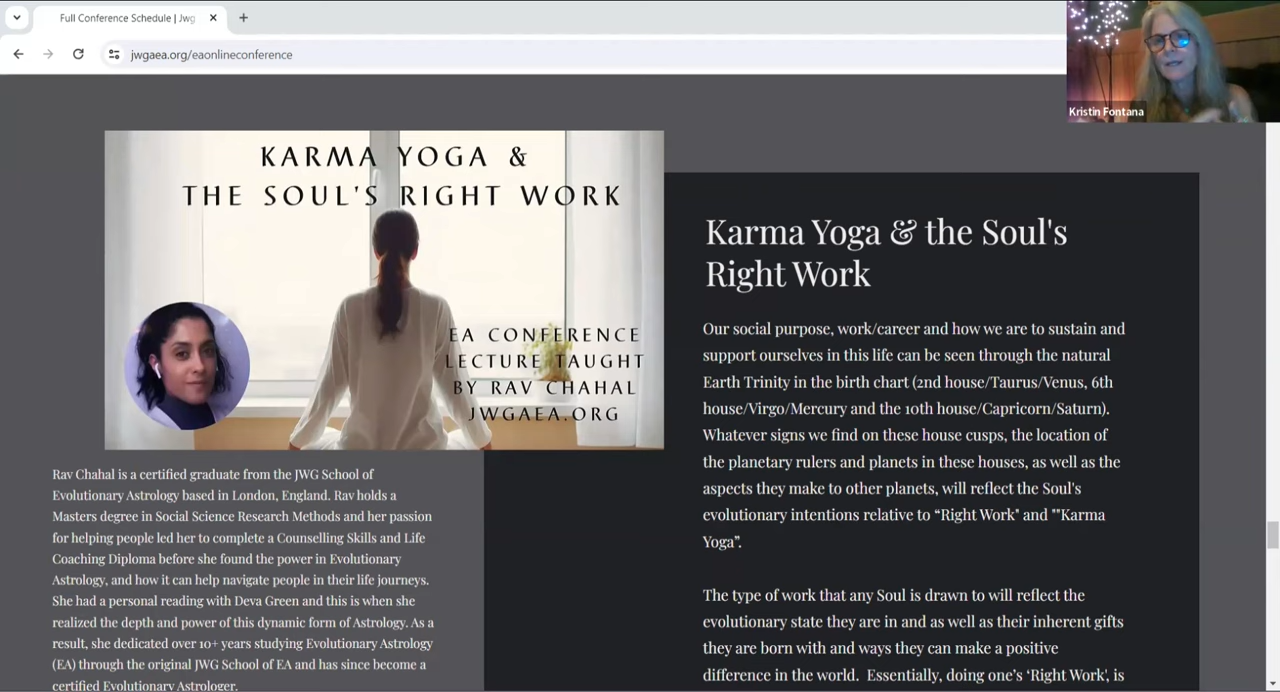 Full Conference Schedule | Jwg
jwgaea.org/eaonlineconference
Kristin Fontana
KARMA YOGA &
THE SOUL'S RIGHT WORK
EA CONFERENCE
LECTURE TAUGHT
BY RAV CHAHAL
JWGAEA.ORG
Rav Chahal is a certified graduate from the JWG School of
Evolutionary Astrology based in London, England. Rav holds a
Masters degree in Social Science Research Methods and her passion
for helping people led her to complete a Counselling Skills and Life
Coaching Diploma before she found the power in Evolutionary
Astrology, and how it can help navigate people in their life journeys.
She had a personal reading with Deva Green and this is when she
realized the depth and power of this dynamic form of Astrology. As a
result, she dedicated over 10+ years studying Evolutionary Astrology
(EA) through the original JWG School of EA and has since become a
certified Evolutionary Astrologer.
Karma Yoga & the Soul's
Right Work
Our social purpose, work/career and how we are to sustain and
support ourselves in this life can be seen through the natural
Earth Trinity in the birth chart (2nd house/Taurus/Venus, 6th
house/Virgo/Mercury and the 10th house/Capricorn/Saturn).
Whatever signs we find on these house cusps, the location of
the planetary rulers and planets in these houses, as well as the
aspects they make to other planets, will reflect the Soul's
evolutionary intentions relative to “Right Work" and ""Karma
Yoga”.
The type of work that any Soul is drawn to will reflect the
evolutionary state they are in and as well as their inherent gifts
they are born with and ways they can make a positive
difference in the world. Essentially, doing one's ‘Right Work', is